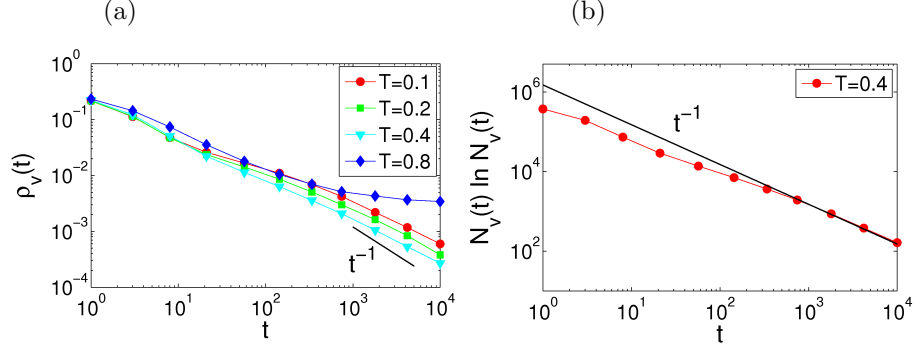 (a)
10^0
10^-1
10^-2
10^-3
10^-4
ρ_v(t)
T=0.1
T=0.2
T=0.4
T=0.8
t^-1
10^0 10^1 10^2 10^3 10^4
t
(b)
10^6
10^4
10^2
N_v(t) ln N_v(t)
T=0.4
t^-1
10^0 10^1 10^2 10^3 10^4
t